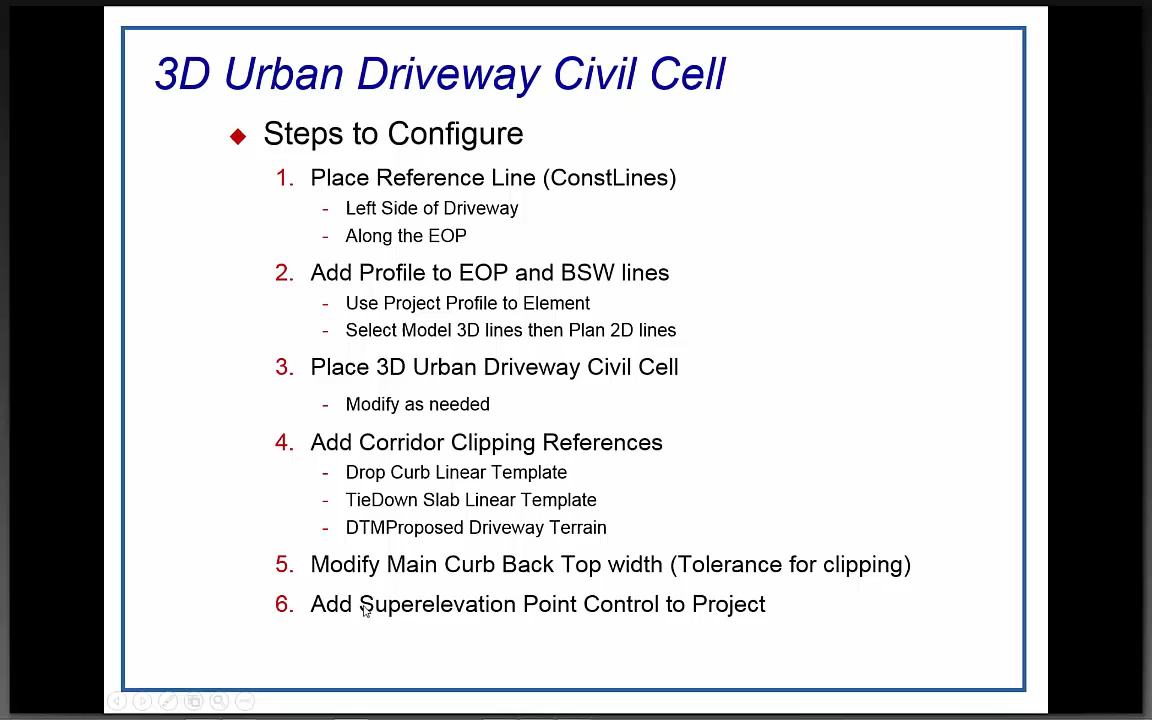 3D Urban Driveway Civil Cell
◆ Steps to Configure
1. Place Reference Line (ConstLines)
- Left Side of Driveway
- Along the EOP
2. Add Profile to EOP and BSW lines
- Use Project Profile to Element
- Select Model 3D lines then Plan 2D lines
3. Place 3D Urban Driveway Civil Cell
- Modify as needed
4. Add Corridor Clipping References
- Drop Curb Linear Template
- TieDown Slab Linear Template
- DTMProposed Driveway Terrain
5. Modify Main Curb Back Top width (Tolerance for clipping)
6. Add Superelevation Point Control to Project